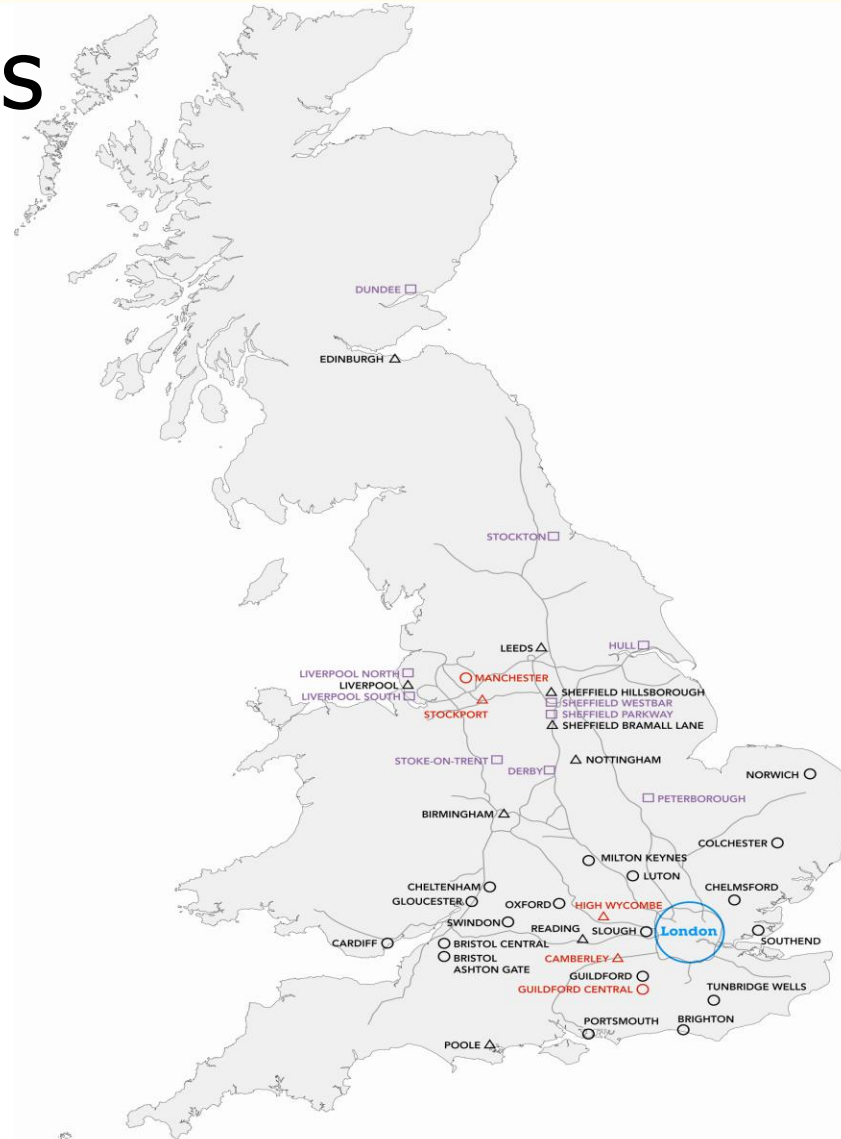 S
DUNDEE
EDINBURGH
STOCKTON
LEEDS
HULL
LIVERPOOL NORTH
MANCHESTER
LIVERPOOL
SHEFFIELD HILLSBOROUGH
LIVERPOOL SOUTH
SHEFFIELD WESTBAR
STOCKPORT
SHEFFIELD PARKWAY
SHEFFIELD BRAMALL LANE
STOKE-ON-TRENT
NOTTINGHAM
DERBY
NORWICH
PETERBOROUGH
BIRMINGHAM
COLCHESTER
MILTON KEYNES
LUTON
CHELTENHAM
CHELMSFORD
GLOUCESTER
OXFORD
HIGH WYCOMBE
SWINDON
READING
SLOUGH
London
SOUTHEND
CARDIFF
BRISTOL CENTRAL
BRISTOL
ASHTON GATE
CAMBERLEY
GUILDFORD
GUILDFORD CENTRAL
TUNBRIDGE WELLS
PORTSMOUTH
BRIGHTON
POOLE